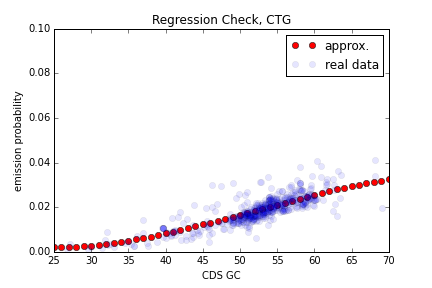 Regression Check, CTG
0.10
0.08
0.06
0.04
0.02
0.00
emission probability
approx.
real data
25 30 35 40 45 50 55 60 65 70
CDS GC